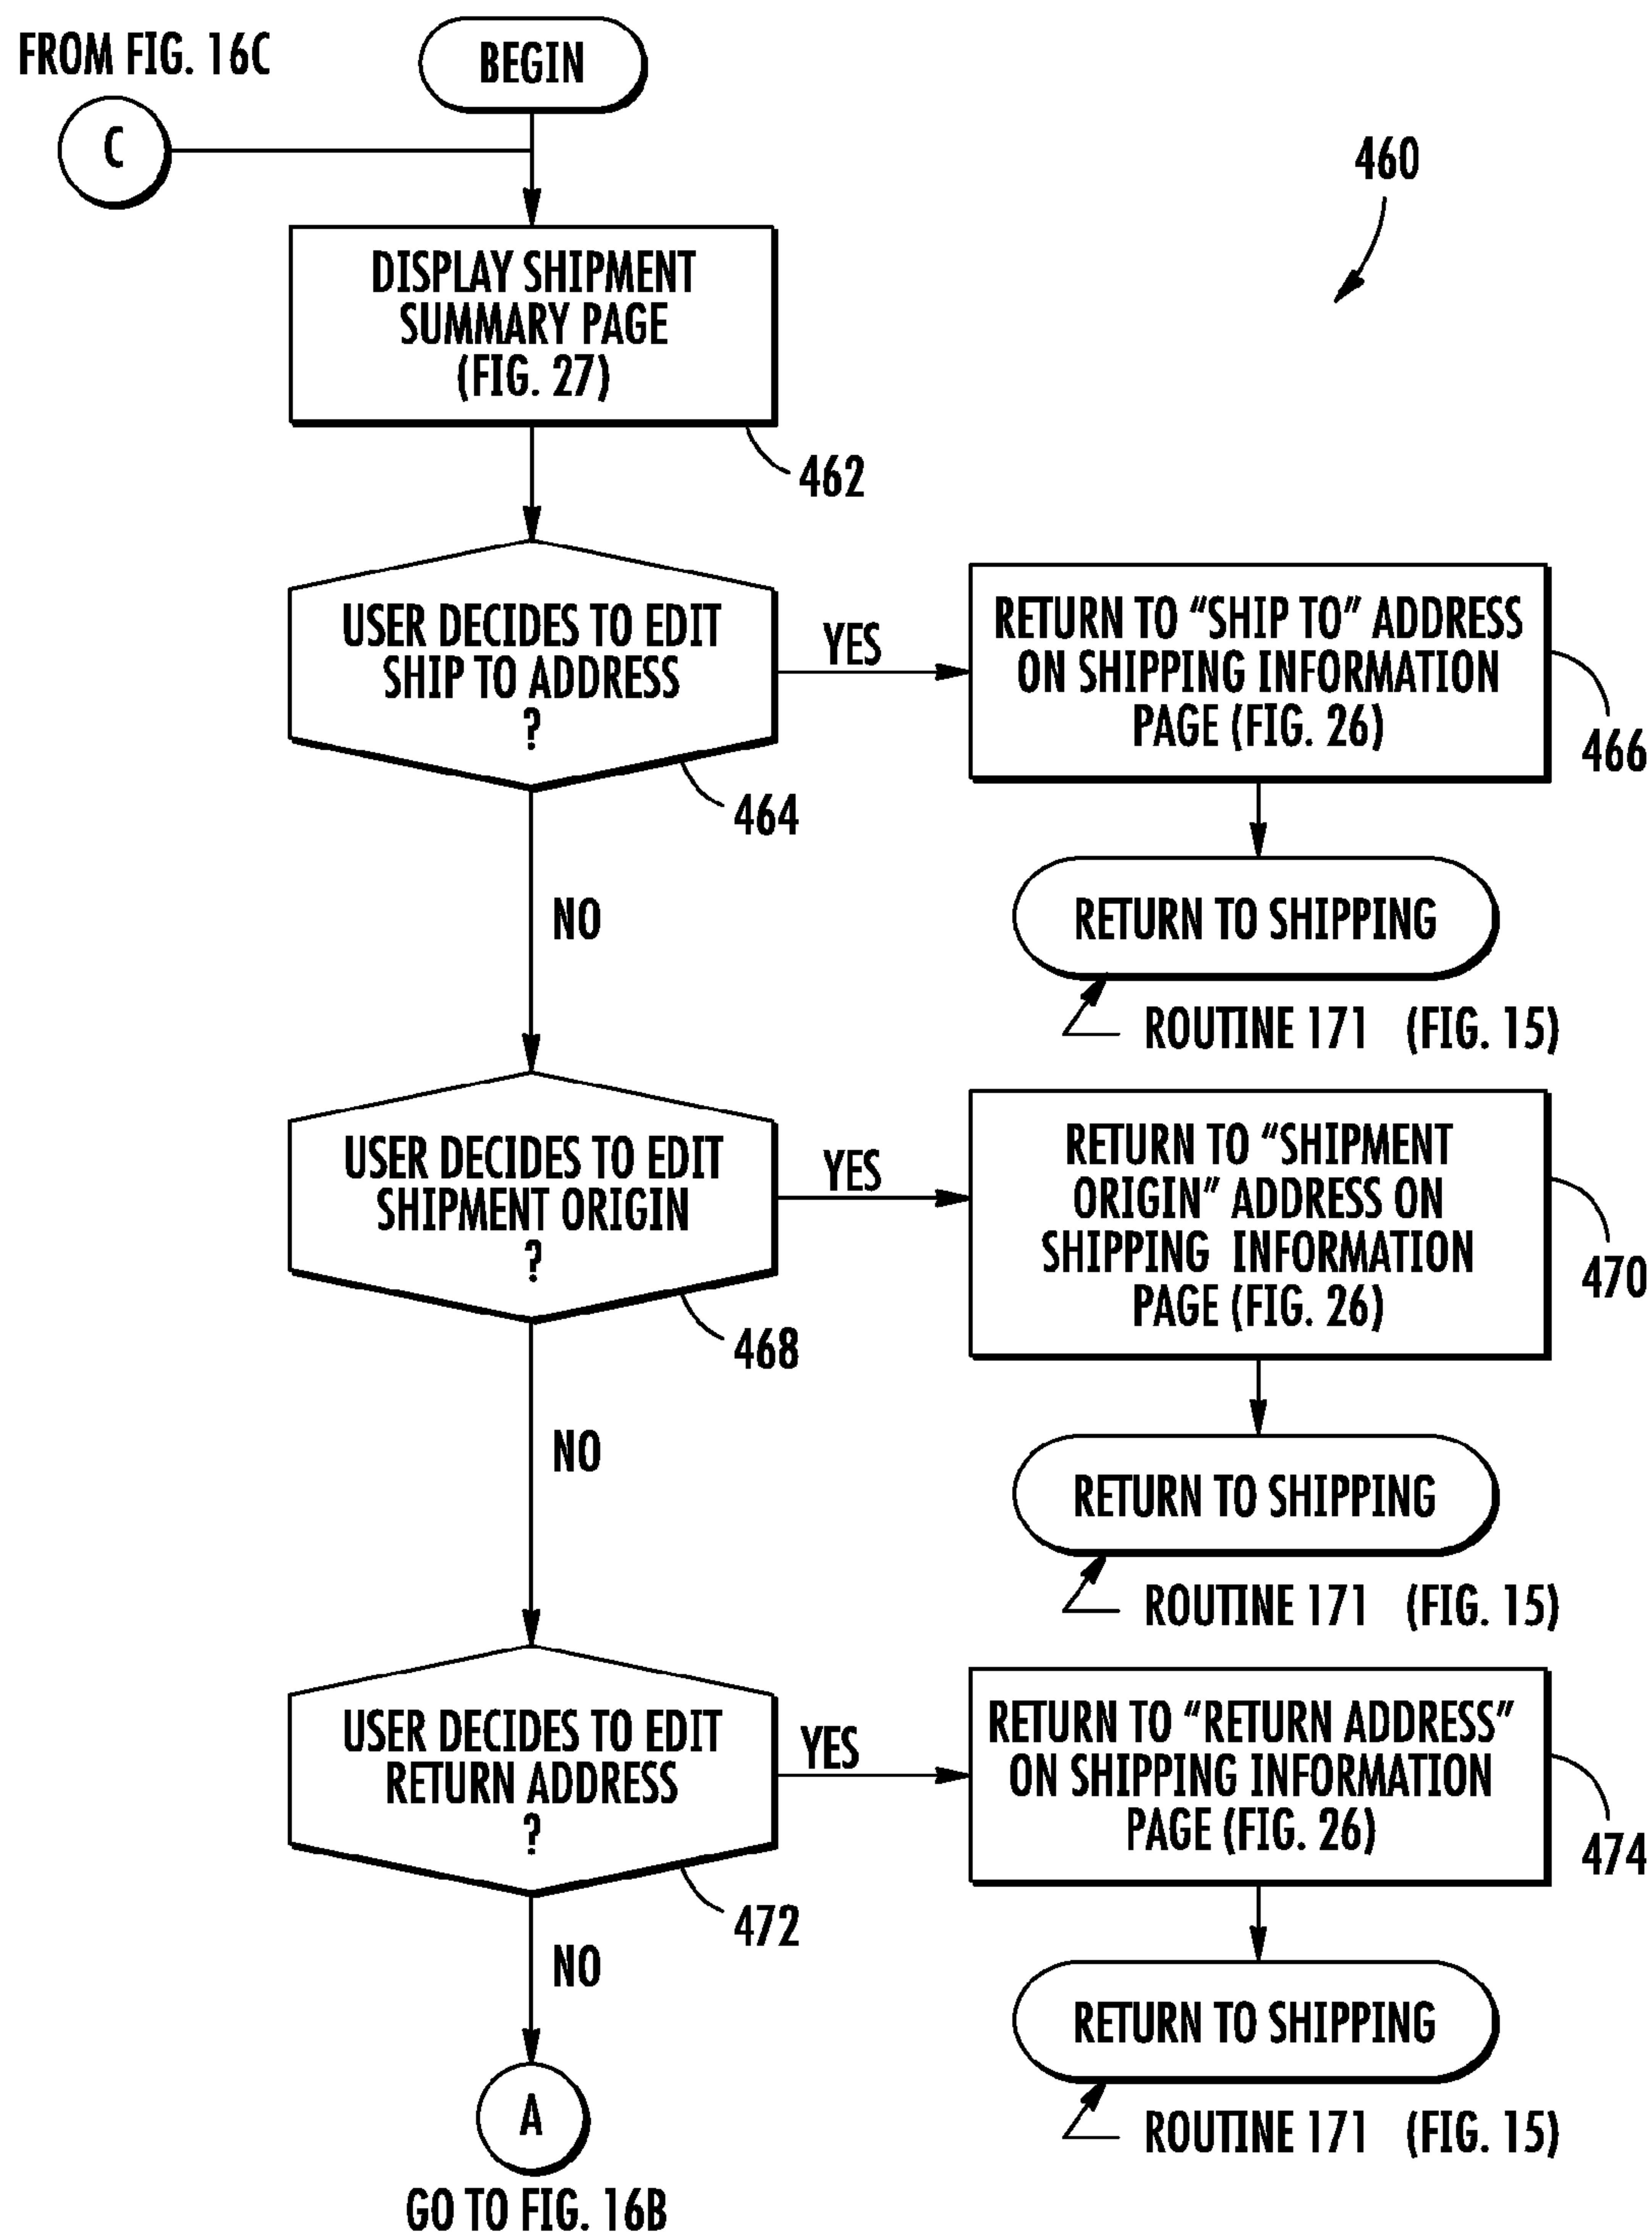 FROM FIG. 16C
BEGIN
C
460
DISPLAY SHIPMENT
SUMMARY PAGE
(FIG. 27)
462
USER DECIDES TO EDIT
SHIP TO ADDRESS
?
464
YES
RETURN TO “SHIP TO” ADDRESS
ON SHIPPING INFORMATION
PAGE (FIG. 26)
466
RETURN TO SHIPPING
ROUTINE 171 (FIG. 15)
NO
USER DECIDES TO EDIT
SHIPMENT ORIGIN
?
468
YES
RETURN TO “SHIPMENT
ORIGIN” ADDRESS ON
SHIPPING INFORMATION
PAGE (FIG. 26)
470
RETURN TO SHIPPING
ROUTINE 171 (FIG. 15)
NO
USER DECIDES TO EDIT
RETURN ADDRESS
?
472
YES
RETURN TO “RETURN ADDRESS”
ON SHIPPING INFORMATION
PAGE (FIG. 26)
474
RETURN TO SHIPPING
ROUTINE 171 (FIG. 15)
NO
A
GO TO FIG. 16B